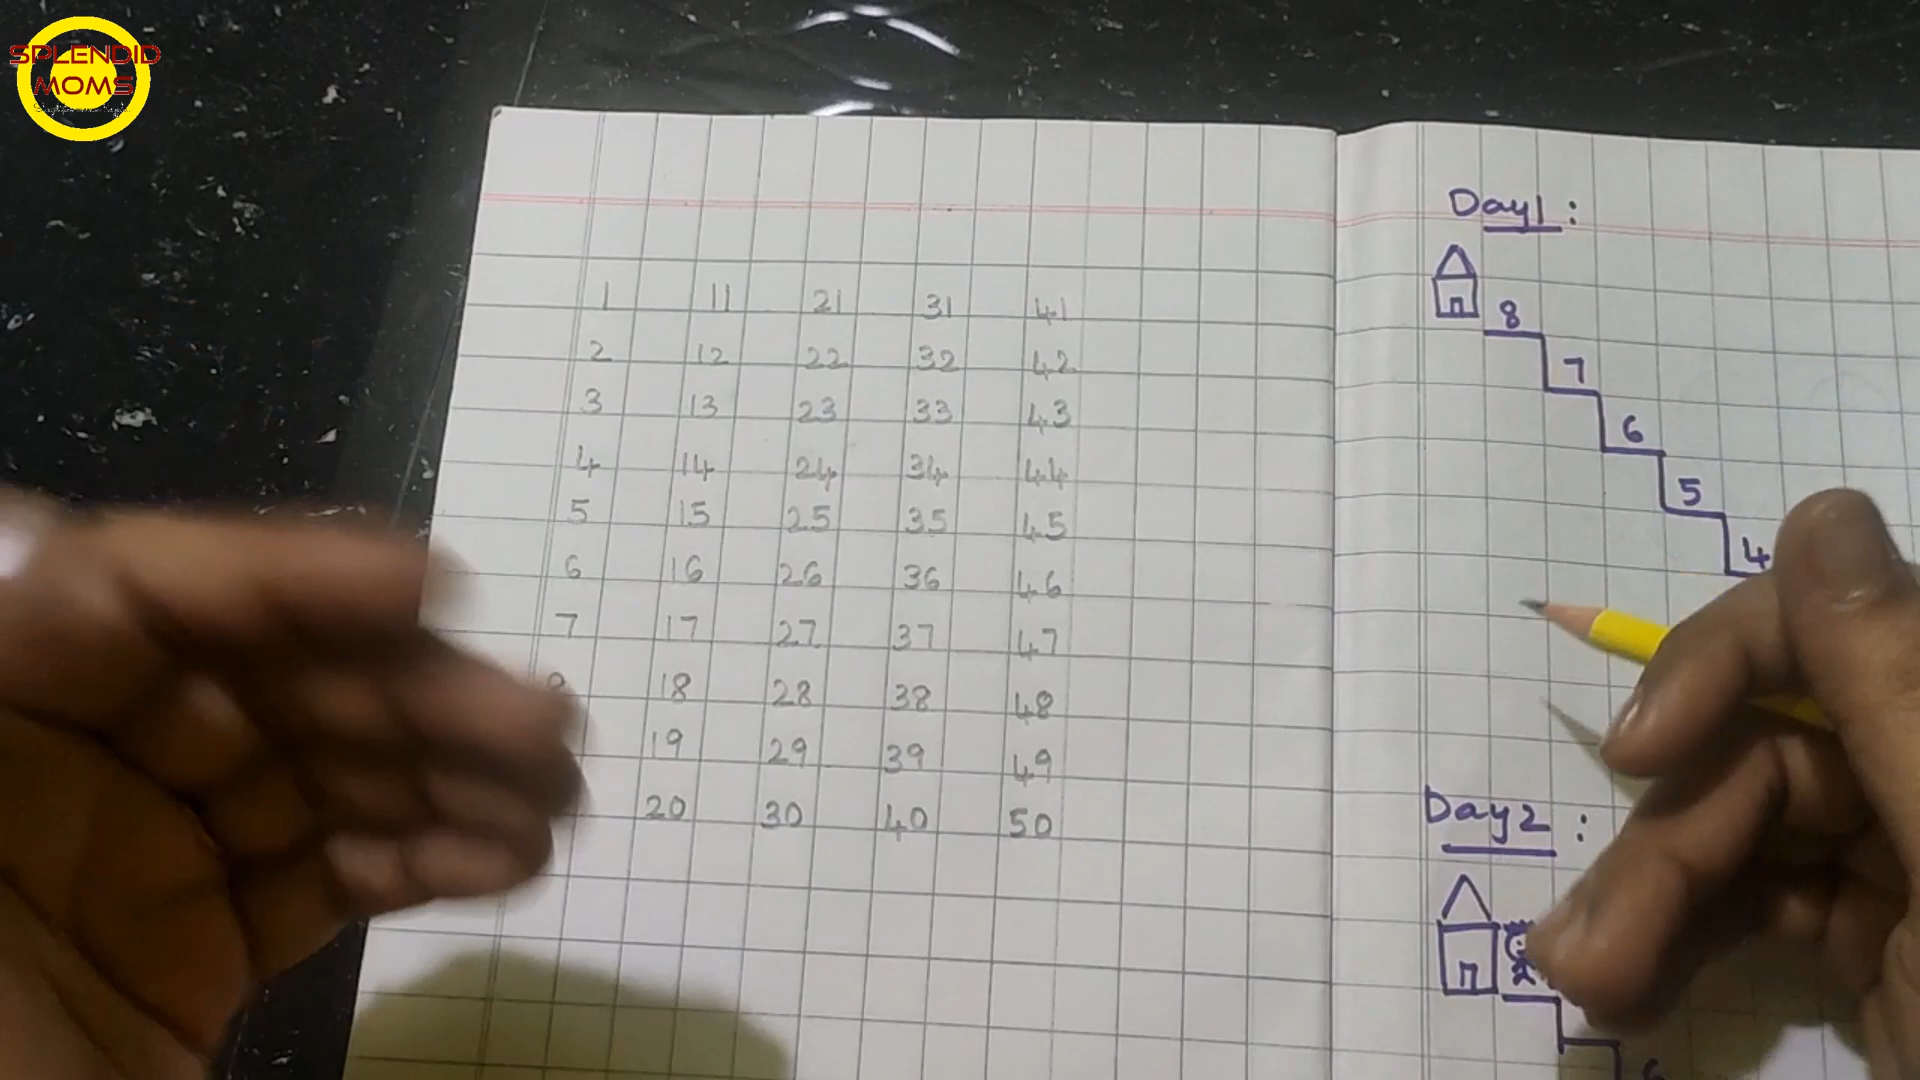 SPLENDID
MOMS
1 11 21 31 41
2 12 22 32 42
3 13 23 33 43
4 14 24 34 44
5 15 25 35 45
6 16 26 36 46
7 17 27 37 47
18 28 38 48
19 29 39 49
20 30 40 50
Day1 :
8
7
6
5
4
Day2 :